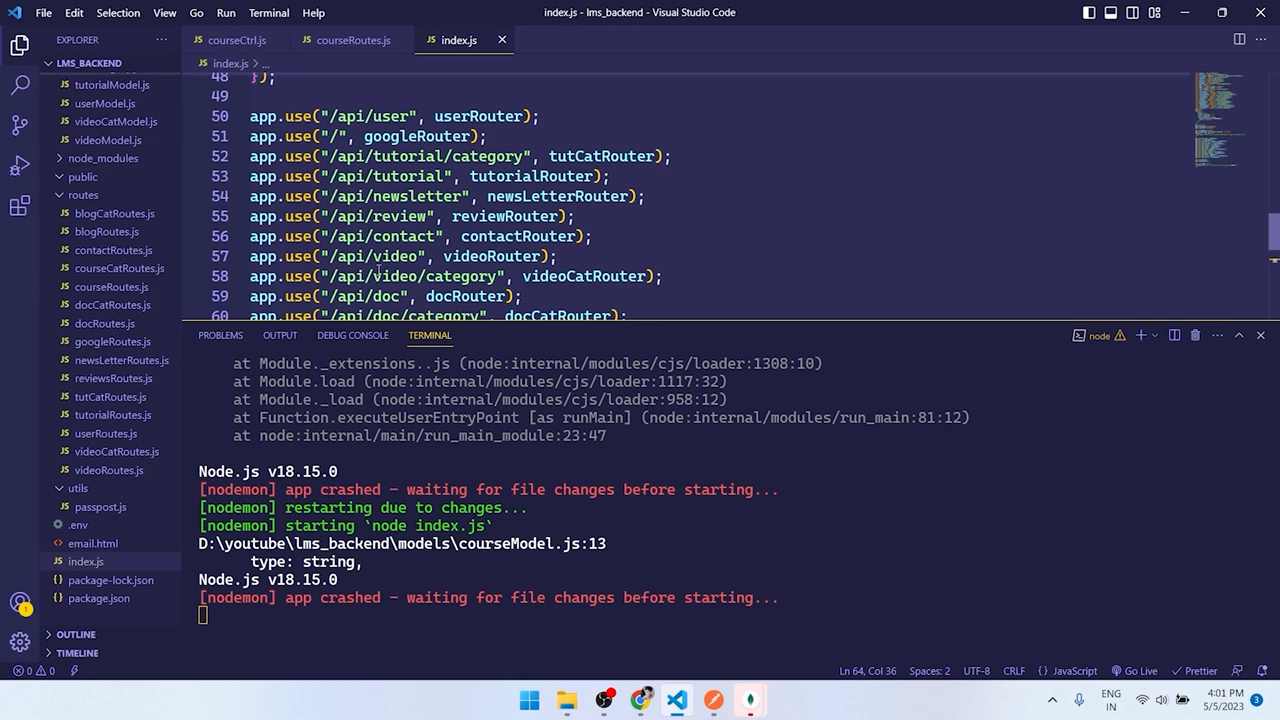 File Edit Selection View Go Run Terminal Help
index.js - lms_backend - Visual Studio Code
EXPLORER
courseCtrl.js
courseRoutes.js
index.js
LMS_BACKEND
index.js > ...
tutorialModel.js
userModel.js
videoCatModel.js
videoModel.js
node_modules
public
routes
blogCatRoutes.js
blogRoutes.js
contactRoutes.js
courseCatRoutes.js
courseRoutes.js
docCatRoutes.js
docRoutes.js
googleRoutes.js
newsLetterRoutes.js
reviewsRoutes.js
tutCatRoutes.js
tutorialRoutes.js
userRoutes.js
videoCatRoutes.js
videoRoutes.js
utils
passpost.js
.env
email.html
index.js
package-lock.json
package.json
OUTLINE
TIMELINE
48 });
49
50 app.use("/api/user", userRouter);
51 app.use("/", googleRouter);
52 app.use("/api/tutorial/category", tutCatRouter);
53 app.use("/api/tutorial", tutorialRouter);
54 app.use("/api/newsletter", newsLetterRouter);
55 app.use("/api/review", reviewRouter);
56 app.use("/api/contact", contactRouter);
57 app.use("/api/video", videoRouter);
58 app.use("/api/video/category", videoCatRouter);
59 app.use("/api/doc", docRouter);
60 app.use("/api/doc/category", docCatRouter);
PROBLEMS OUTPUT DEBUG CONSOLE TERMINAL
node
at Module._extensions..js (node:internal/modules/cjs/loader:1308:10)
at Module.load (node:internal/modules/cjs/loader:1117:32)
at Module._load (node:internal/modules/cjs/loader:958:12)
at Function.executeUserEntryPoint [as runMain] (node:internal/modules/run_main:81:12)
at node:internal/main/run_main_module:23:47
Node.js v18.15.0
[nodemon] app crashed - waiting for file changes before starting...
[nodemon] restarting due to changes...
[nodemon] starting `node index.js`
D:\youtube\lms_backend\models\courseModel.js:13
type: string,
Node.js v18.15.0
[nodemon] app crashed - waiting for file changes before starting...
1
0 0
Ln 64, Col 36 Spaces: 2 UTF-8 CRLF {} JavaScript Go Live Prettier
ENG
IN
4:01 PM
5/5/2023
3